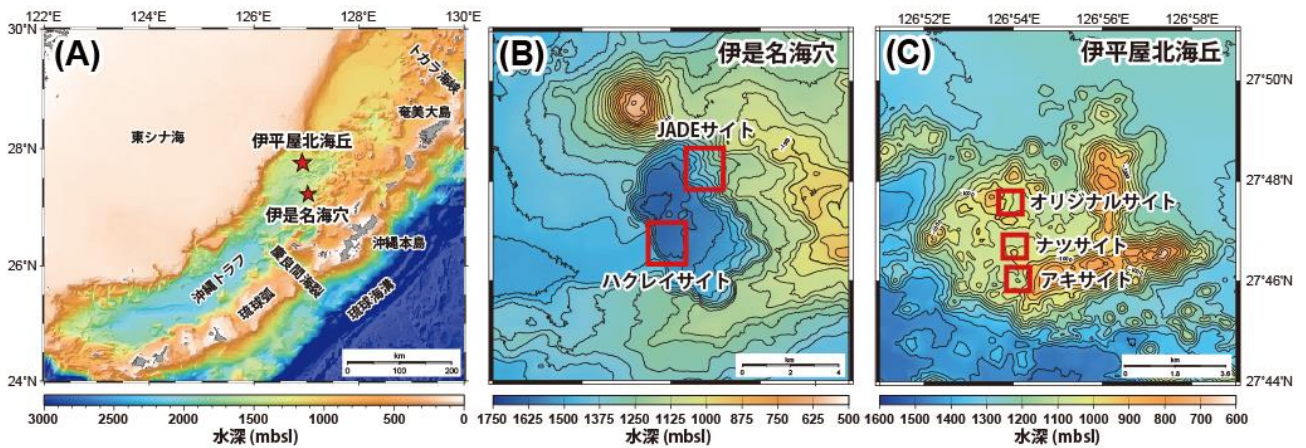 122°E 124°E 126°E 128°E 130°E
30°N
28°N
26°N
24°N
(A)
トカラ海峡
奄美大島
東シナ海
伊平屋北海丘
伊是名海穴
沖縄本島
慶良間海裂
沖縄トラフ
琉球弧
琉球海溝
km
0 100 200
3000 2000 1000 0
水深 (mbsl)
(B)
伊是名海穴
JADEサイト
ハクレイサイト
km
0 2 4
1750 1625 1500 1375 1250 1125 1000 875 750 625 500
水深 (mbsl)
126°52'E 126°54'E 126°56'E 126°58'E
(C)
伊平屋北海丘
27°50'N
27°48'N
27°46'N
27°44'N
オリジナルサイト
ナツサイト
アキサイト
km
0 1.8 3.6
1600 1500 1400 1300 1200 1100 1000 900 800 700 600
水深 (mbsl)